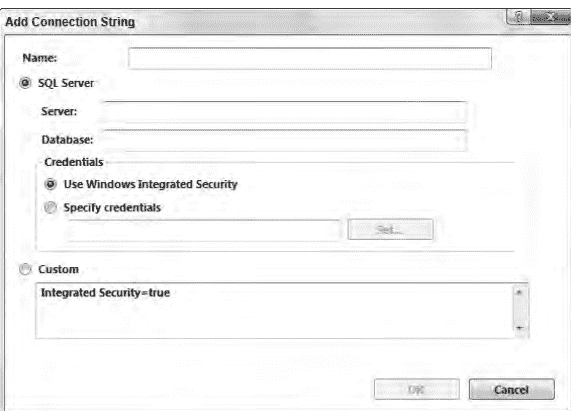 Add Connection String
Name:
SQL Server
Server:
Database:
Credentials
Use Windows Integrated Security
Specify credentials
Set...
Custom
Integrated Security=true
OK
Cancel